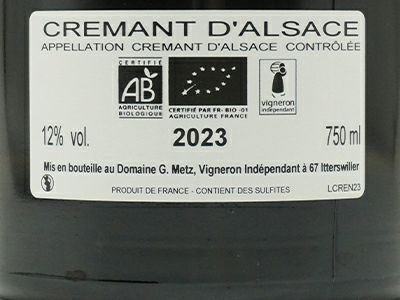 CREMANT D'ALSACE
APPELLATION CREMANT D'ALSACE CONTRÔLÉE
CERTIFIÉ
AB
AGRICULTURE
BIOLOGIQUE
CERTIFIÉ PAR FR- BIO -01
AGRICULTURE FRANCE
vigneron
indépendant
12% vol.
2023
750 ml
Mis en bouteille au Domaine G. Metz, Vigneron Indépendant à 67 Itterswiller
PRODUIT DE FRANCE - CONTIENT DES SULFITES
LCREN23